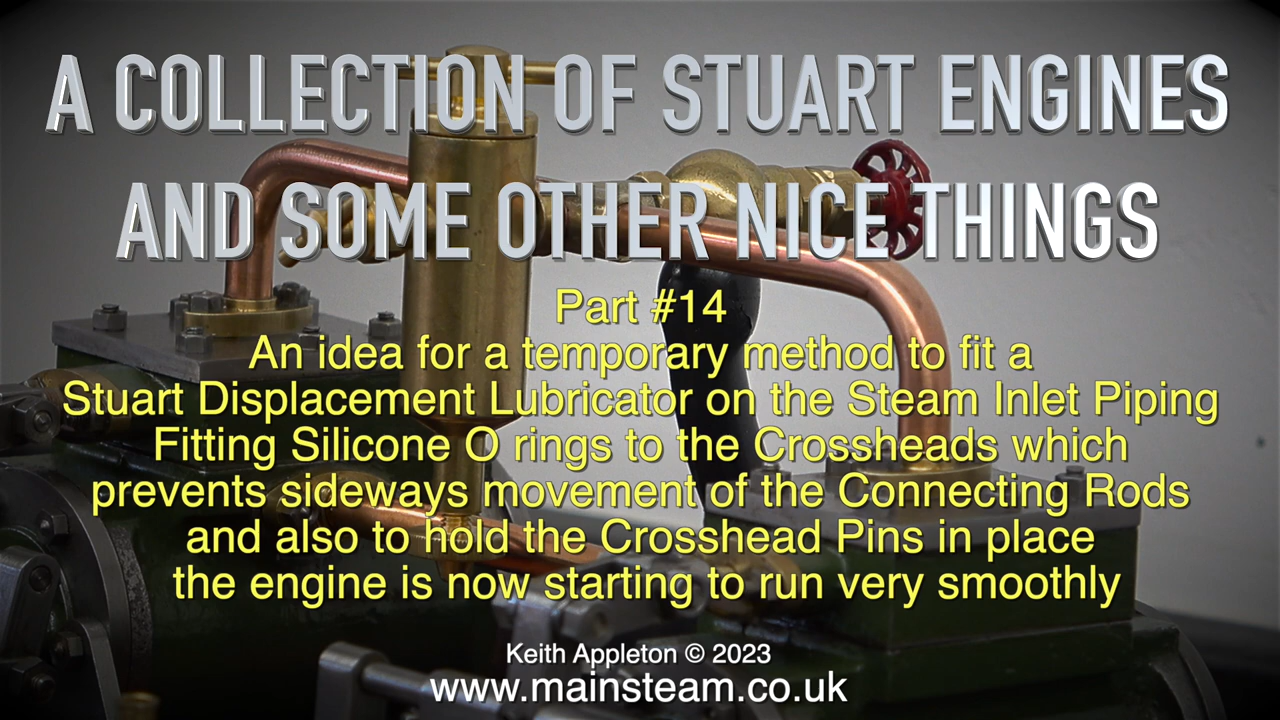 A COLLECTION OF STUART ENGINES
AND SOME OTHER NICE THINGS
Part #14
An idea for a temporary method to fit a
Stuart Displacement Lubricator on the Steam Inlet Piping
Fitting Silicone O rings to the Crossheads which
prevents sideways movement of the Connecting Rods
and also to hold the Crosshead Pins in place
the engine is now starting to run very smoothly
Keith Appleton © 2023
www.mainsteam.co.uk